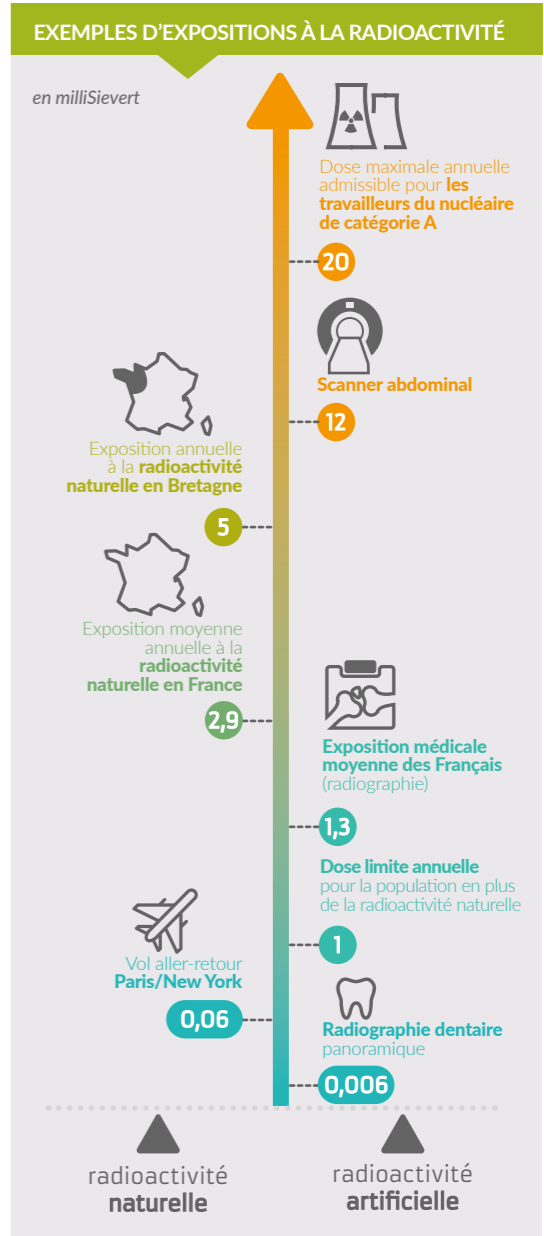 EXEMPLES D'EXPOSITIONS À LA RADIOACTIVITÉ
en milliSievert
Dose maximale annuelle
admissible pour les
travailleurs du nucléaire
de catégorie A
20
Scanner abdominal
12
Exposition annuelle
à la radioactivité
naturelle en Bretagne
5
Exposition moyenne
annuelle à la
radioactivité
naturelle en France
2,9
Exposition médicale
moyenne des Français
(radiographie)
1,3
Dose limite annuelle
pour la population en plus
de la radioactivité naturelle
1
Vol aller-retour
Paris/New York
0,06
Radiographie dentaire
panoramique
0,006
radioactivité
naturelle
radioactivité
artificielle